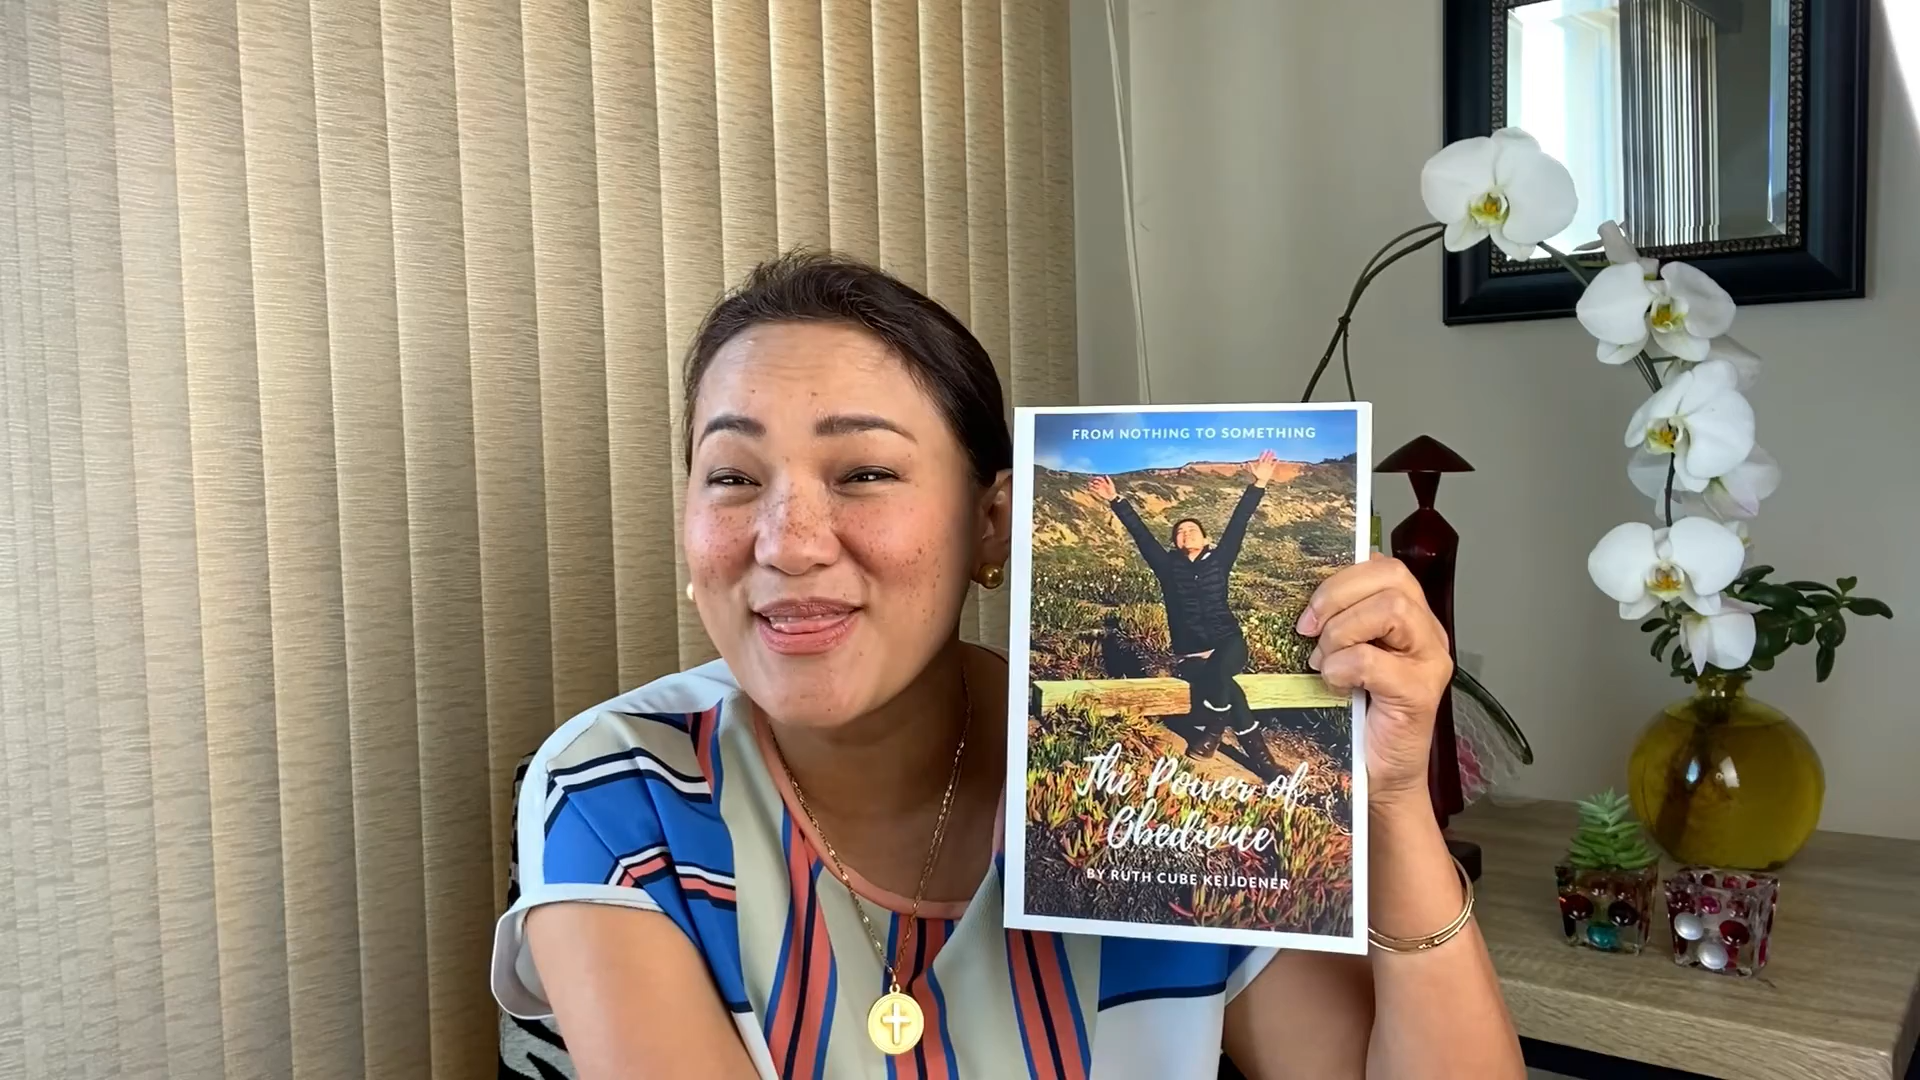 FROM NOTHING TO SOMETHING
The Power of
Obedience
BY RUTH CUBE KEIJDENER